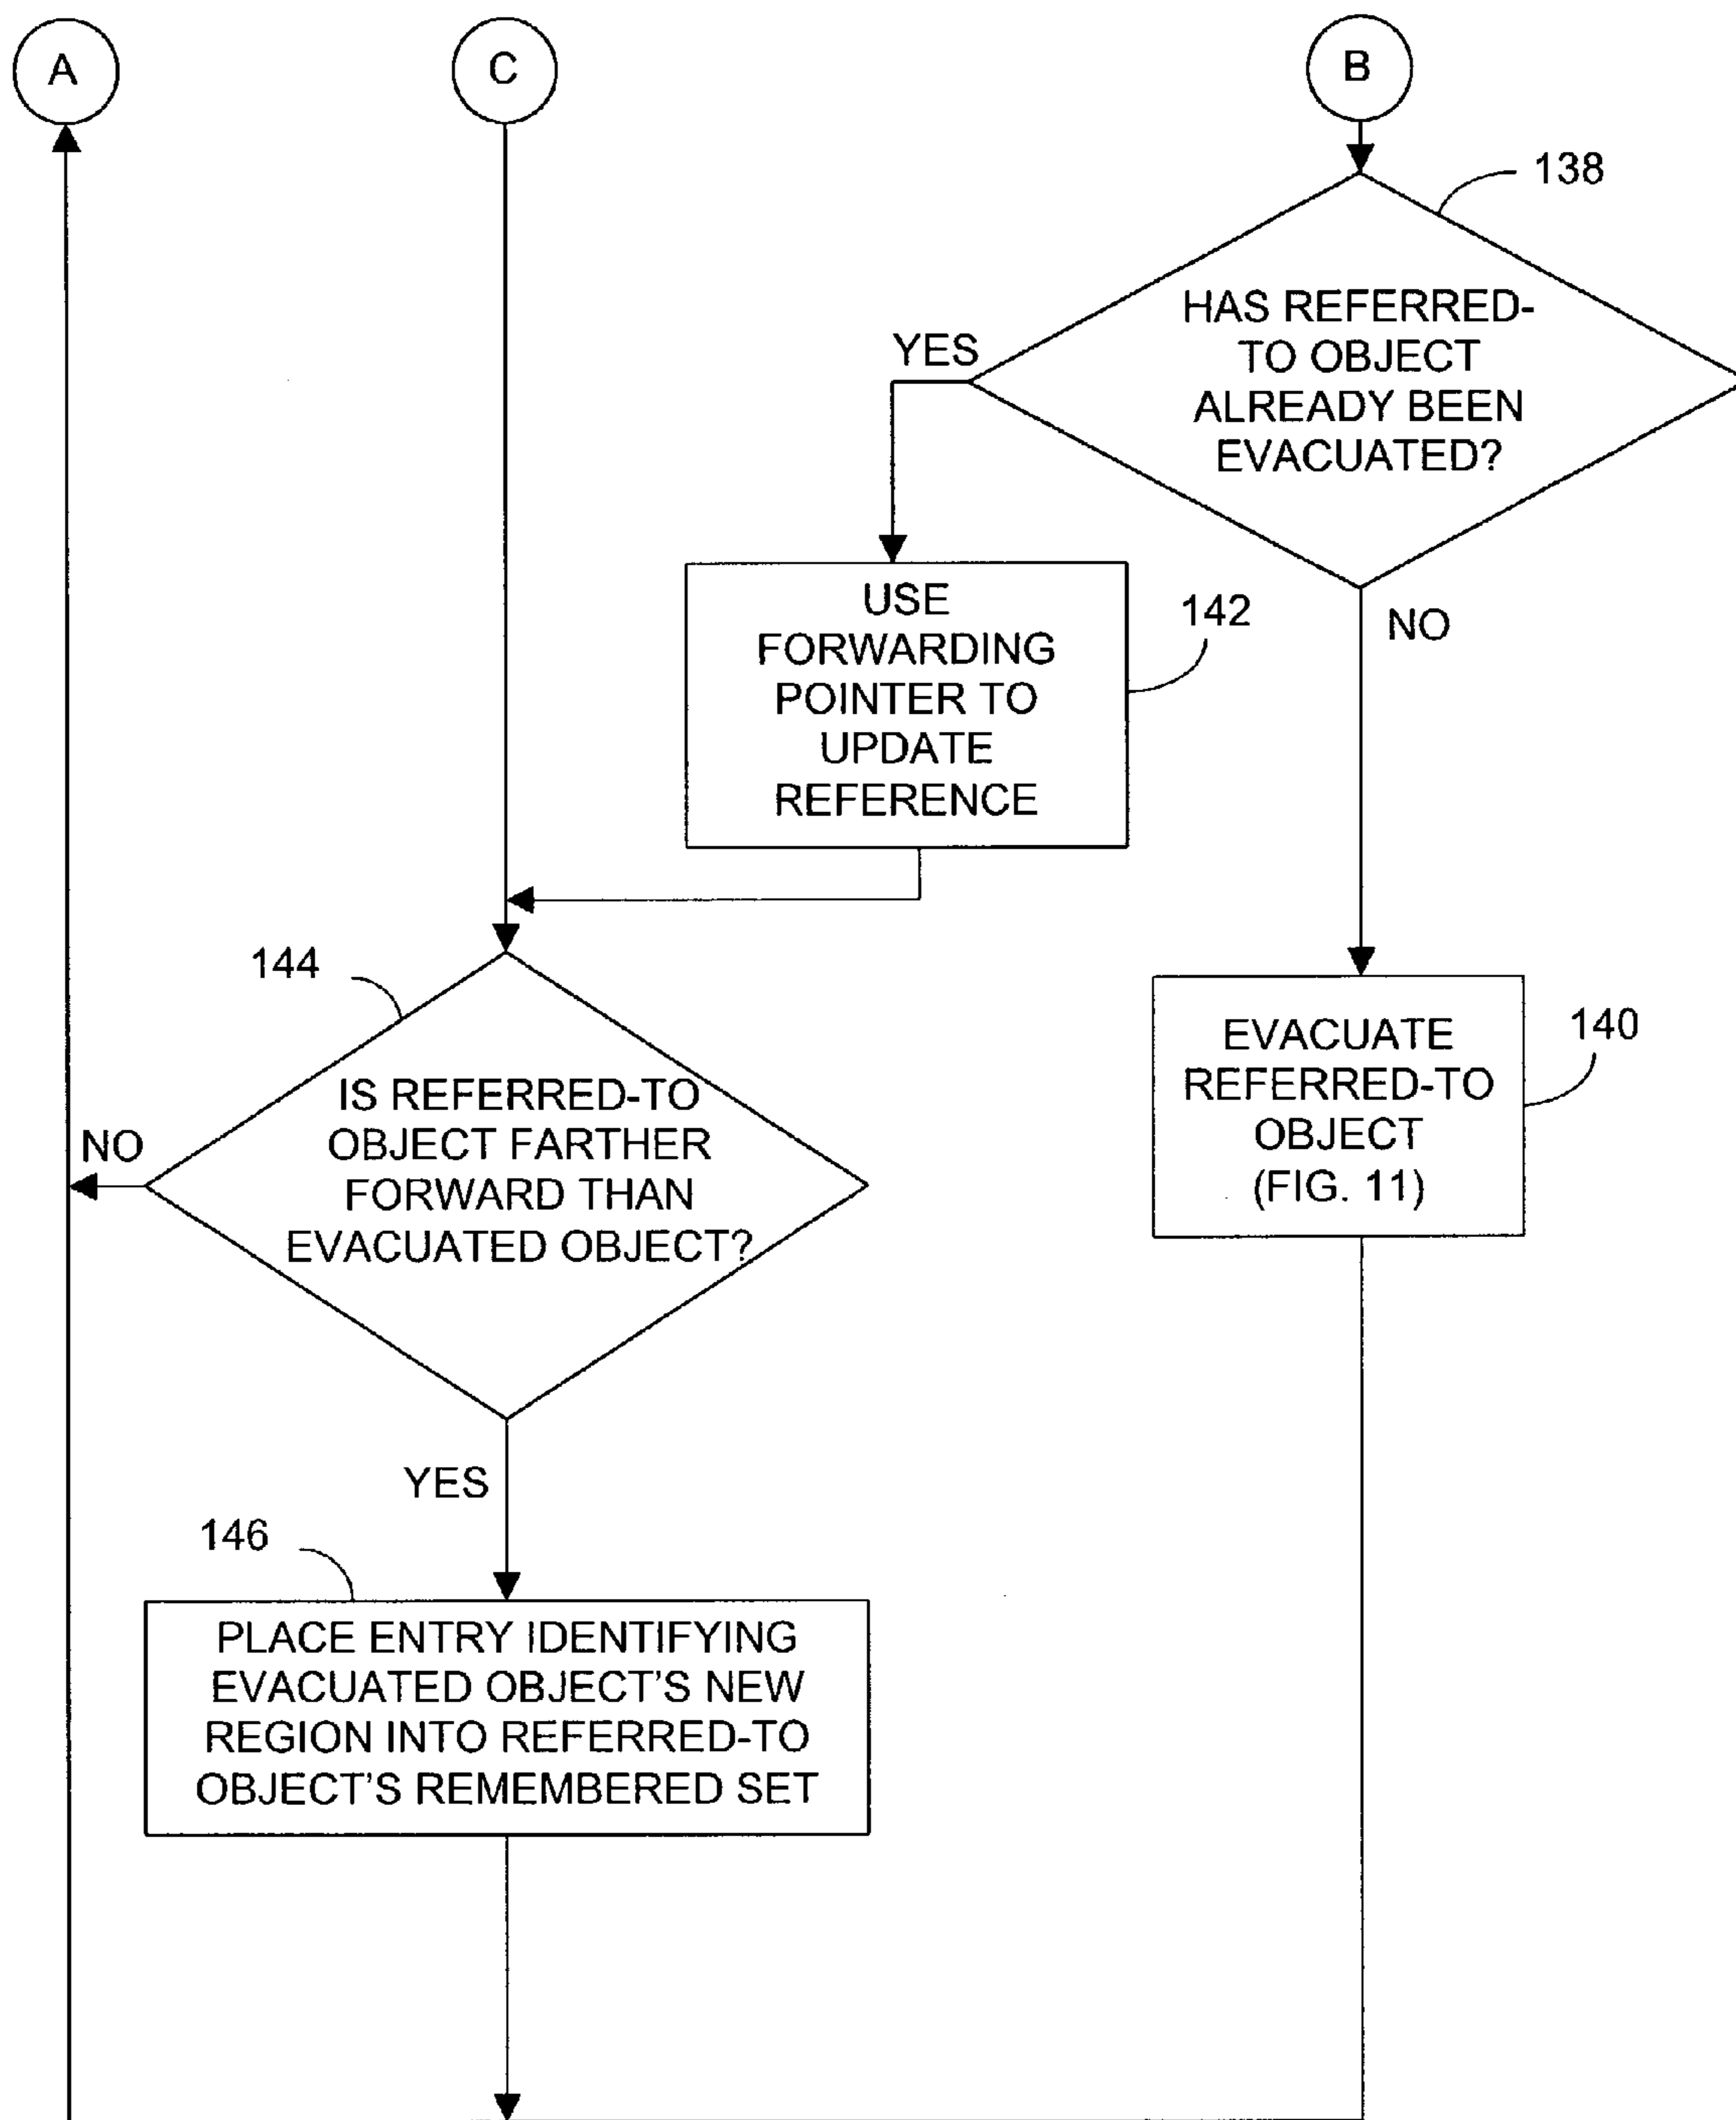 A
C
B
138
HAS REFERRED-
TO OBJECT
ALREADY BEEN
EVACUATED?
YES
NO
USE
FORWARDING
POINTER TO
UPDATE
REFERENCE
142
144
IS REFERRED-TO
OBJECT FARTHER
FORWARD THAN
EVACUATED OBJECT?
NO
YES
EVACUATE
REFERRED-TO
OBJECT
(FIG. 11)
140
146
PLACE ENTRY IDENTIFYING
EVACUATED OBJECT'S NEW
REGION INTO REFERRED-TO
OBJECT'S REMEMBERED SET